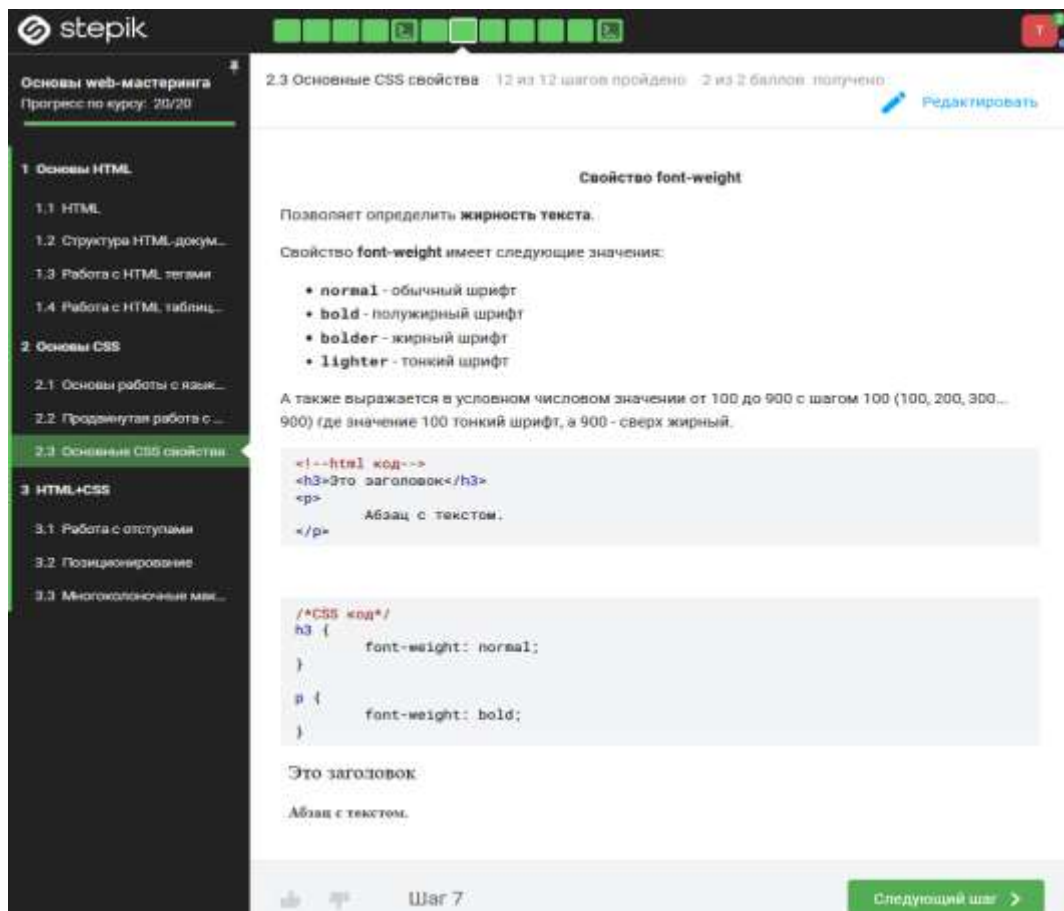 stepik
T
Основы web-мастеринга
Прогресс по курсу: 20/20
1 Основы HTML
1.1 HTML
1.2 Структура HTML-докум...
1.3 Работа с HTML тегами
1.4 Работа с HTML таблиц...
2 Основы CSS
2.1 Основы работы с язык...
2.2 Продвинутая работа с ...
2.3 Основные CSS свойства
3 HTML+CSS
3.1 Работа с отступами
3.2 Позиционирование
3.3 Многоколоночные мак...
2.3 Основные CSS свойства 12 из 12 шагов пройдено 2 из 2 баллов получено
Редактировать
Свойство font-weight
Позволяет определить жирность текста.
Свойство font-weight имеет следующие значения:
• normal - обычный шрифт
• bold - полужирный шрифт
• bolder - жирный шрифт
• lighter - тонкий шрифт
А также выражается в условном числовом значении от 100 до 900 с шагом 100 (100, 200, 300...
900) где значение 100 тонкий шрифт, а 900 - сверх жирный.
<!--html код-->
<h3>Это заголовок</h3>
<p>
Абзац с текстом.
</p>
/*CSS код*/
h3 {
font-weight: normal;
}
p {
font-weight: bold;
}
Это заголовок
Абзац с текстом.
Шаг 7
Следующий шаг